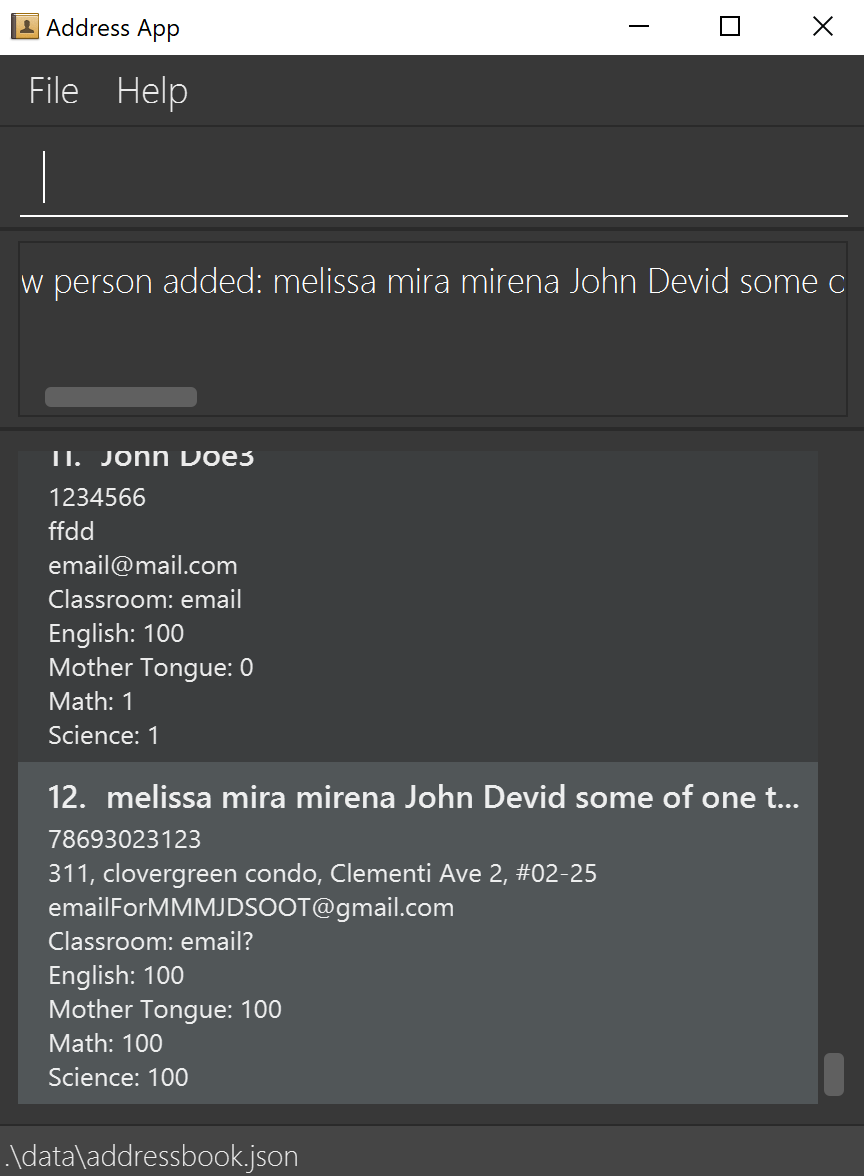 Address App
File Help
w person added: melissa mira mirena John Devid some o
11. John Doe3
1234566
ffdd
email@mail.com
Classroom: email
English: 100
Mother Tongue: 0
Math: 1
Science: 1
12. melissa mira mirena John Devid some of one t...
78693023123
311, clovergreen condo, Clementi Ave 2, #02-25
emailForMMMJDSOOT@gmail.com
Classroom: email?
English: 100
Mother Tongue: 100
Math: 100
Science: 100
.\data\addressbook.json